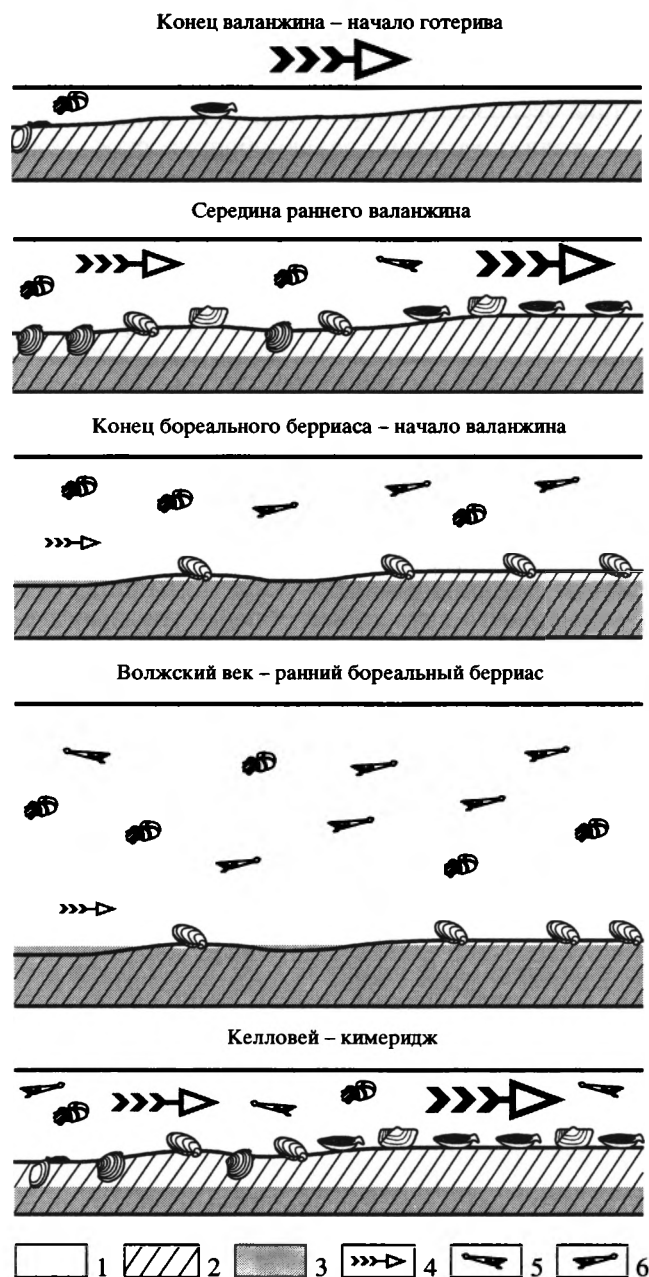 Конец валанжина – начало готерива
Середина раннего валанжина
Конец бореального берриаса – начало валанжина
Волжский век – ранний бореальный берриас
Келловей – кимеридж
1 2 3 4 5 6